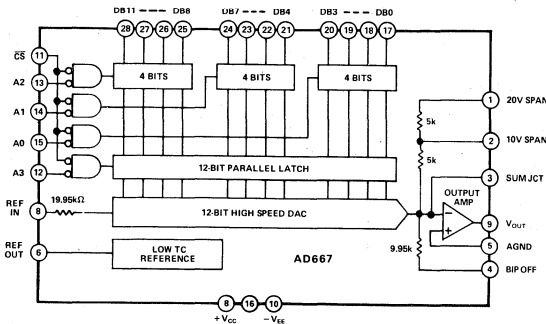 DB11 DB8 DB7 DB4 DB3 DB0
28 27 26 25 24 23 22 21 20 19 18 17
CS 11
A2 13
A1 14
A0 15
A3 12
4 BITS 4 BITS 4 BITS
12-BIT PARALLEL LATCH
REF IN 8 19.95kΩ
12-BIT HIGH SPEED DAC
REF OUT 6
LOW TC REFERENCE
AD667
1 20V SPAN
5k
2 10V SPAN
5k
3 SUM JCT
OUTPUT AMP
9 VOUT
5 AGND
9.95k
4 BIP OFF
8 16 10
+VCC -VEE